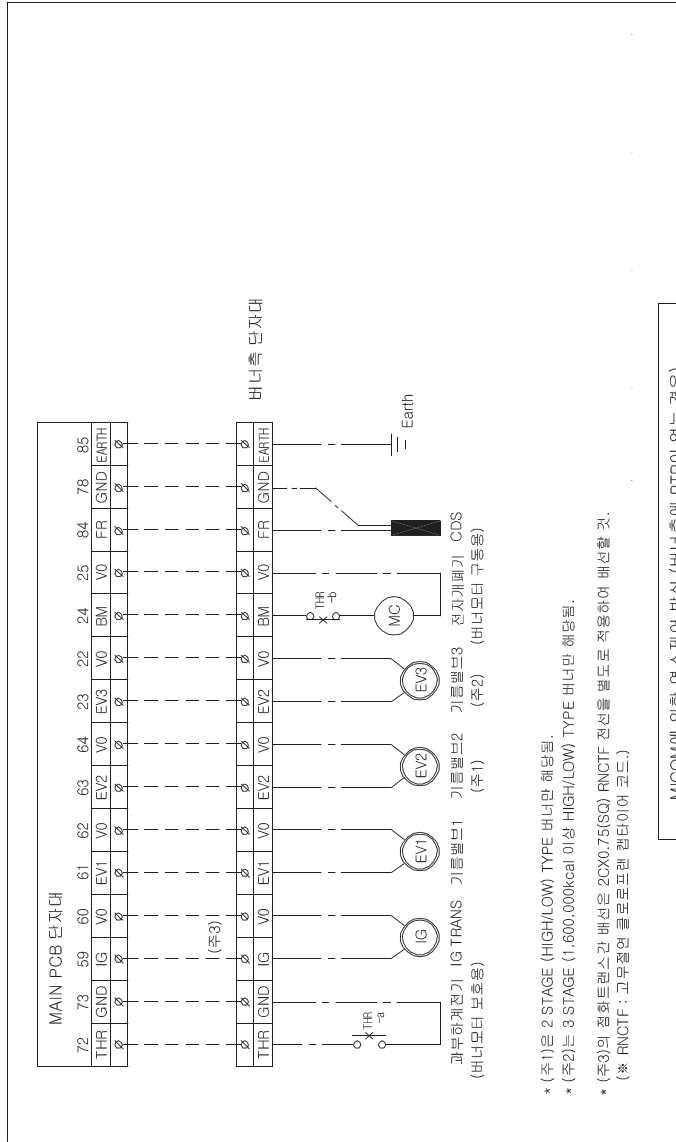 MAIN PCB 단자대
72 73 59 60 61 62 63 64 23 22 24 25 84 78 85
THR GND IG V0 EV1 V0 EV2 V0 EV3 V0 BM V0 FR GND EARTH
(주3)
버너측 단자대
THR GND IG V0 EV1 V0 EV2 V0 EV2 V0 BM V0 FR GND EARTH
THR
-a
IG
EV1
EV2
EV3
THR
-b
MC
Earth
과부하계전기 IG TRANS 기름밸브1 기름밸브2 기름밸브3 전자개폐기 CDS
(버너모터 보호용) (주1) (주2) (버너모터 구동용)
* (주1)은 2 STAGE (HIGH/LOW) TYPE 버너만 해당됨.
* (주2)는 3 STAGE (1,600,000kcal 이상 HIGH/LOW) TYPE 버너만 해당됨.
* (주3)의 점화트랜스간 배선은 2CX0.75(SQ) RNCTF 전선을 별도로 적용하여 배선할 것.
(※ RNCTF : 고무절연 클로로프랜 캡타이어 코드.)